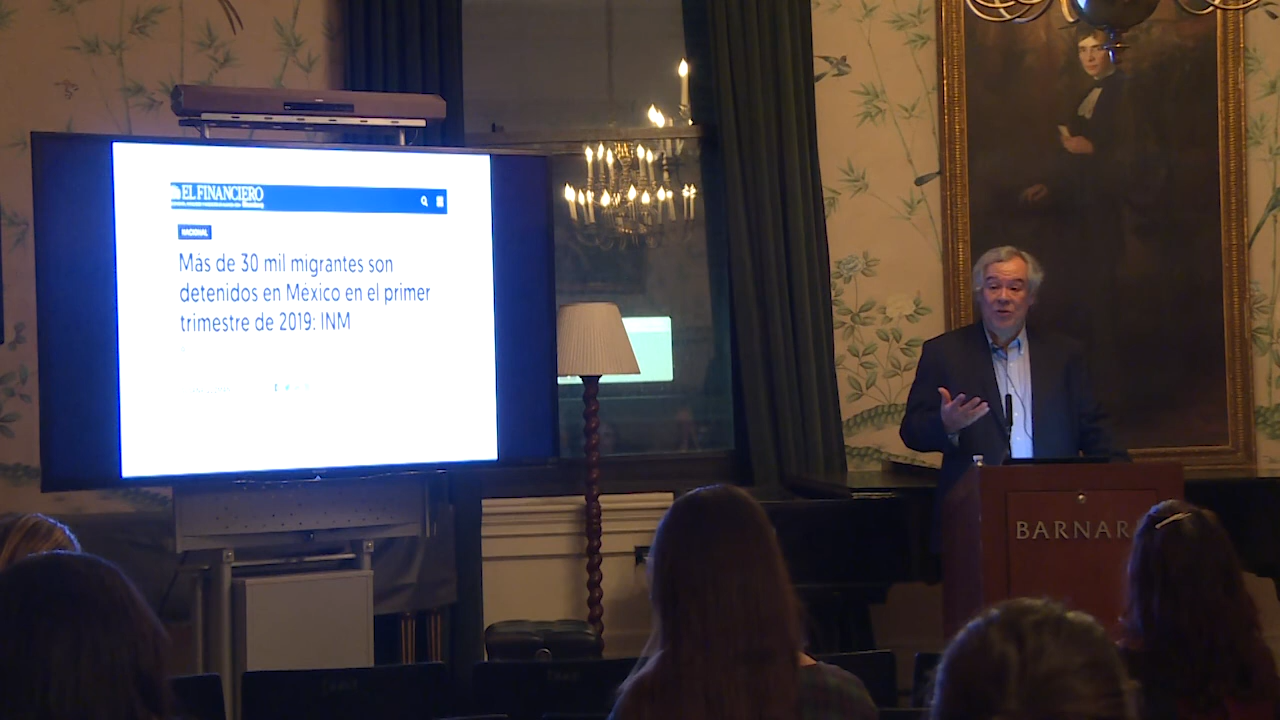 EL FINANCIERO
NACIONAL
Más de 30 mil migrantes son
detenidos en México en el primer
trimestre de 2019: INM
BARNAR